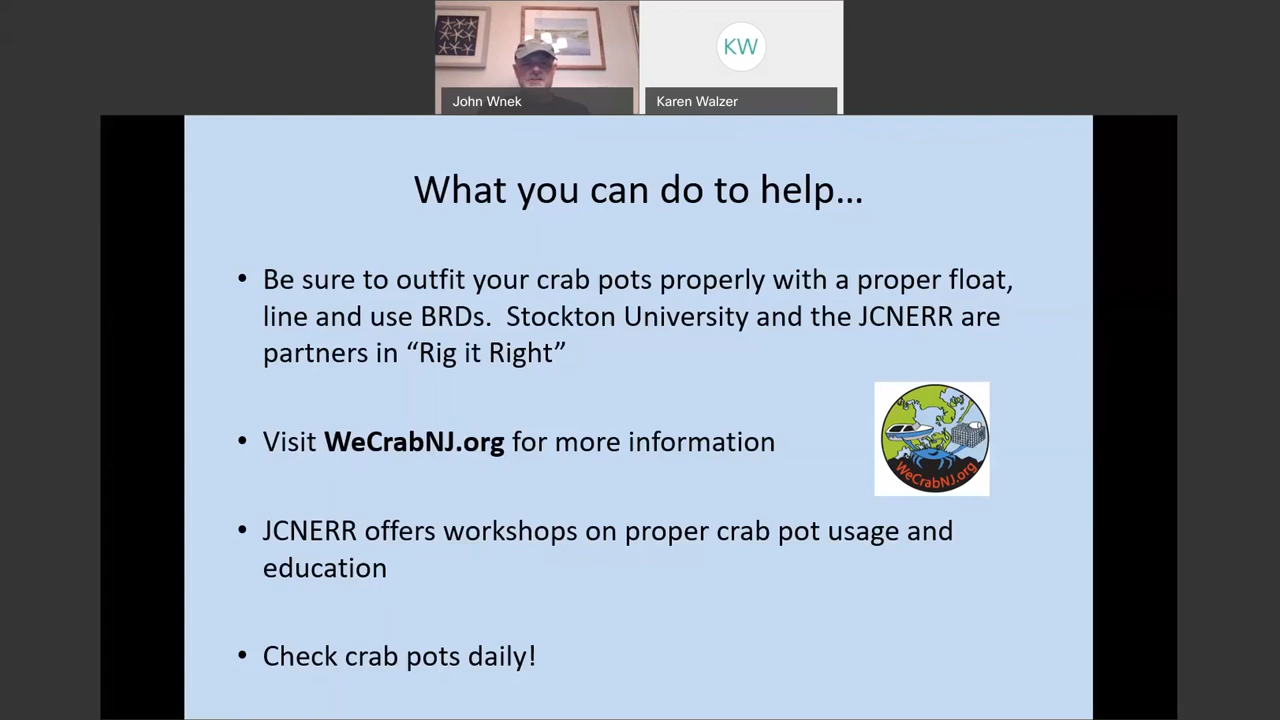 KW
John Wnek
Karen Walzer
What you can do to help...
• Be sure to outfit your crab pots properly with a proper float,
line and use BRDs.  Stockton University and the JCNERR are
partners in “Rig it Right”
• Visit WeCrabNJ.org for more information
WeCrabNJ.org
• JCNERR offers workshops on proper crab pot usage and
education
• Check crab pots daily!